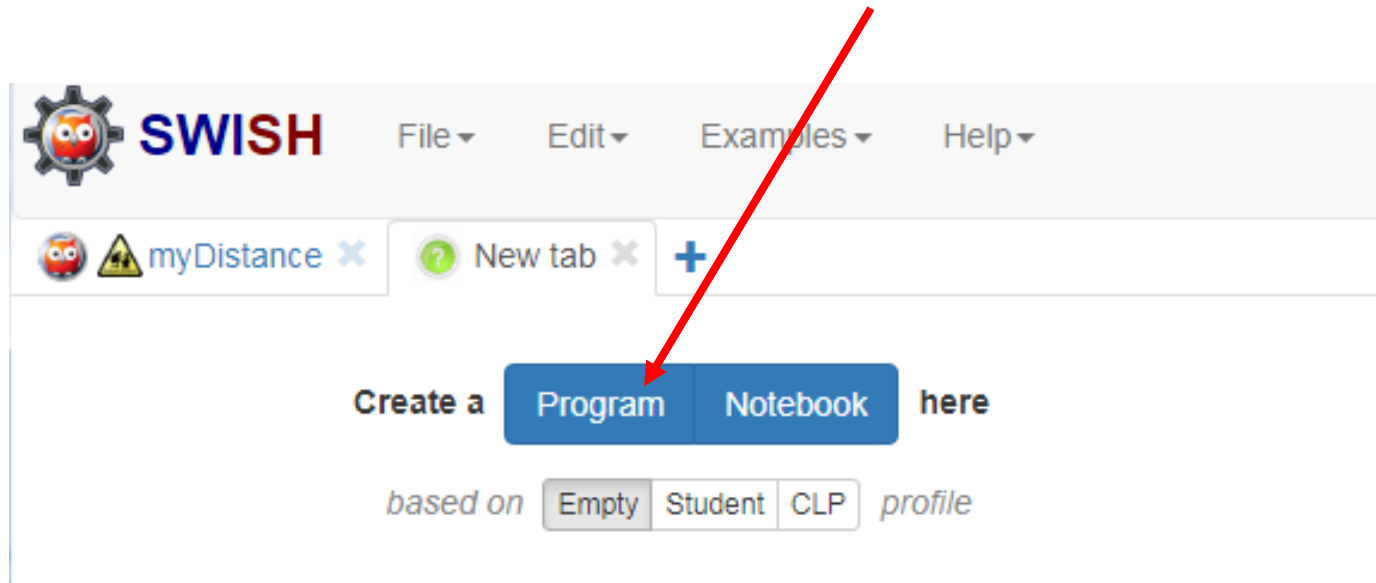 SWISH File Edit Examples Help
myDistance New tab
Create a Program Notebook here
based on Empty Student CLP profile